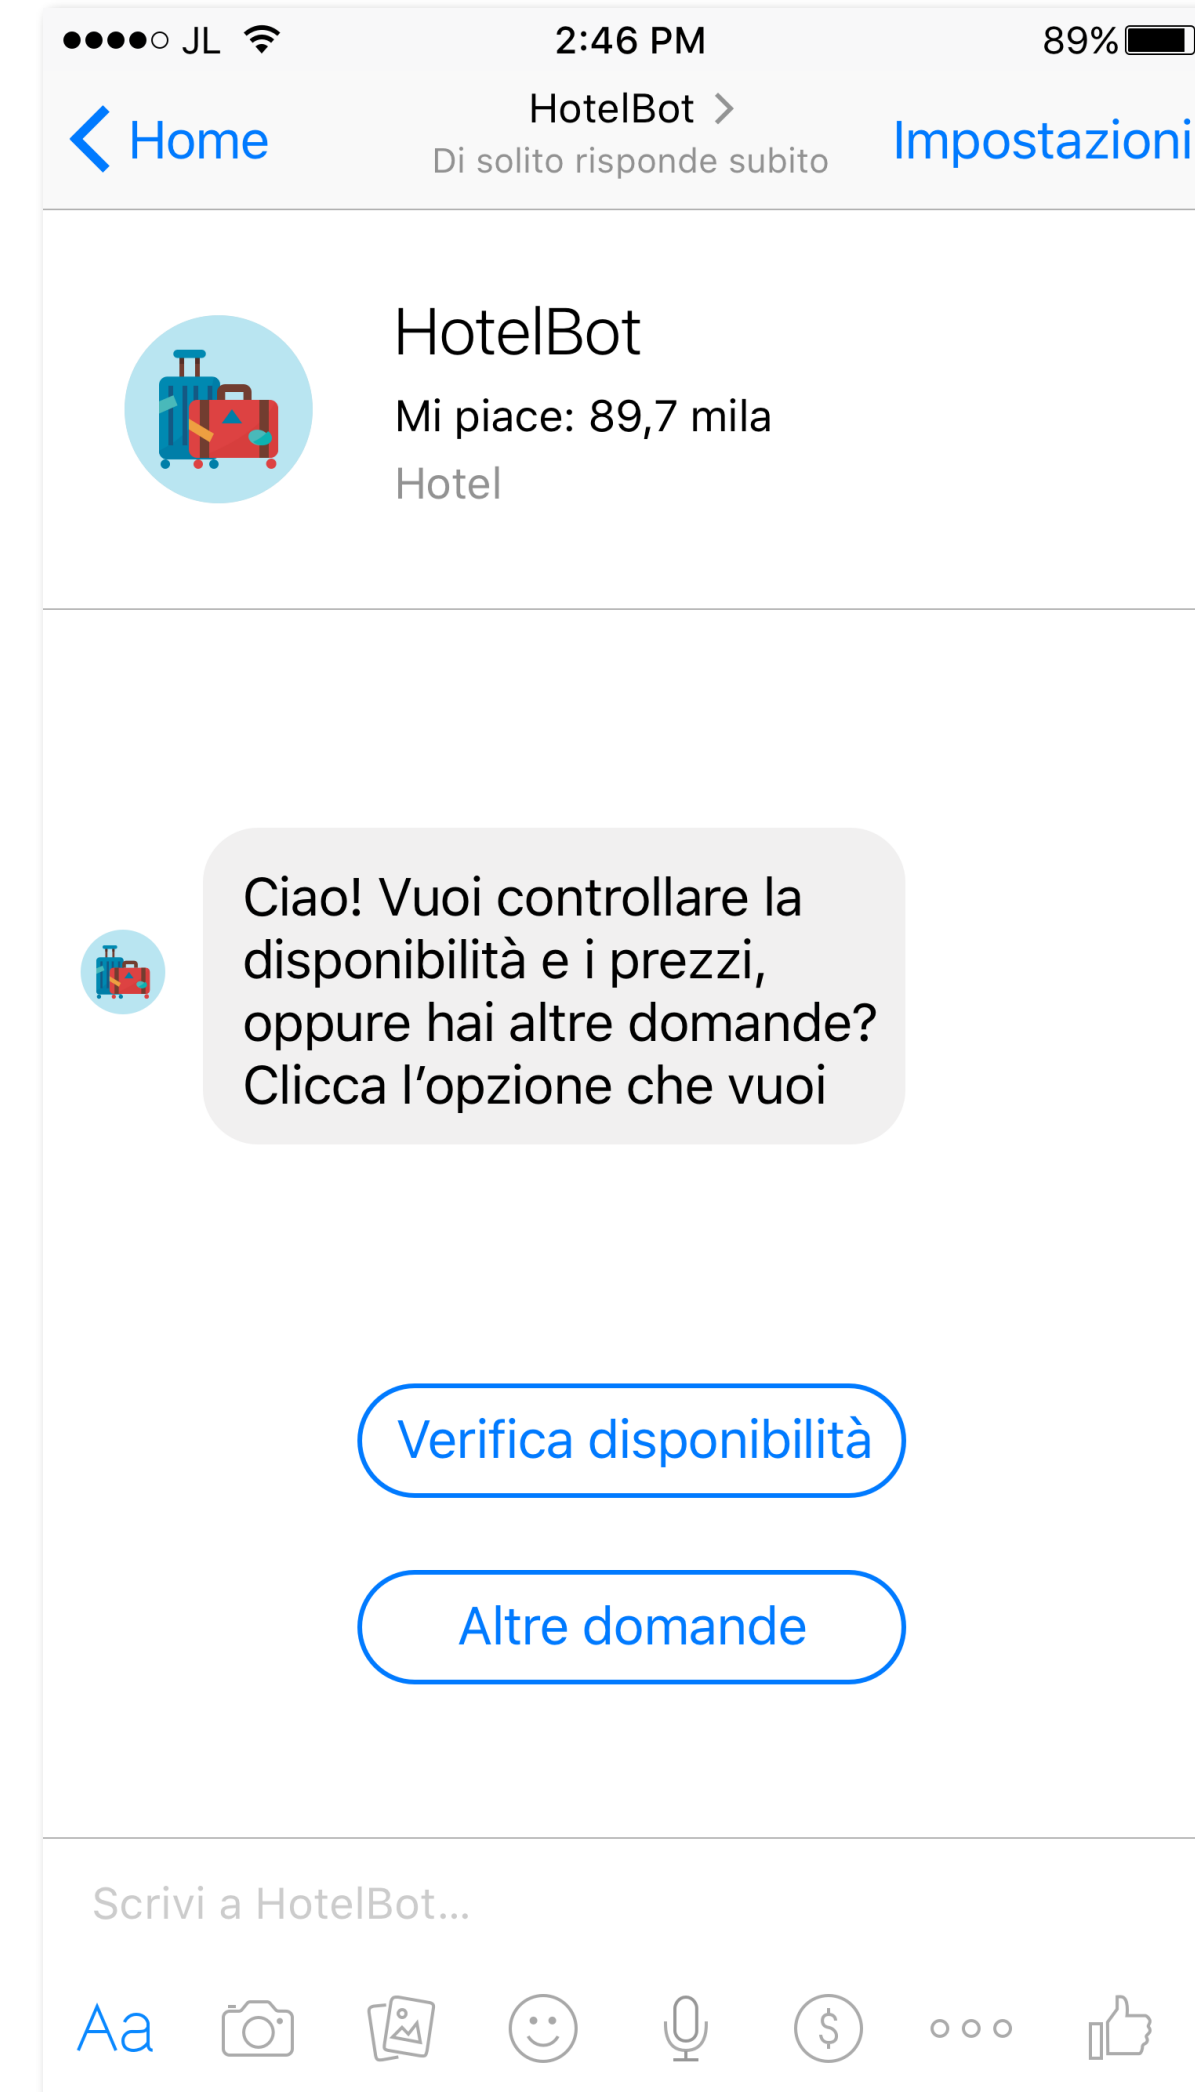 JL 2:46 PM 89%
Home HotelBot Impostazioni
Di solito risponde subito
HotelBot
Mi piace: 89,7 mila
Hotel
Ciao! Vuoi controllare la
disponibilità e i prezzi,
oppure hai altre domande?
Clicca l’opzione che vuoi
Verifica disponibilità
Altre domande
Scrivi a HotelBot...
Aa $